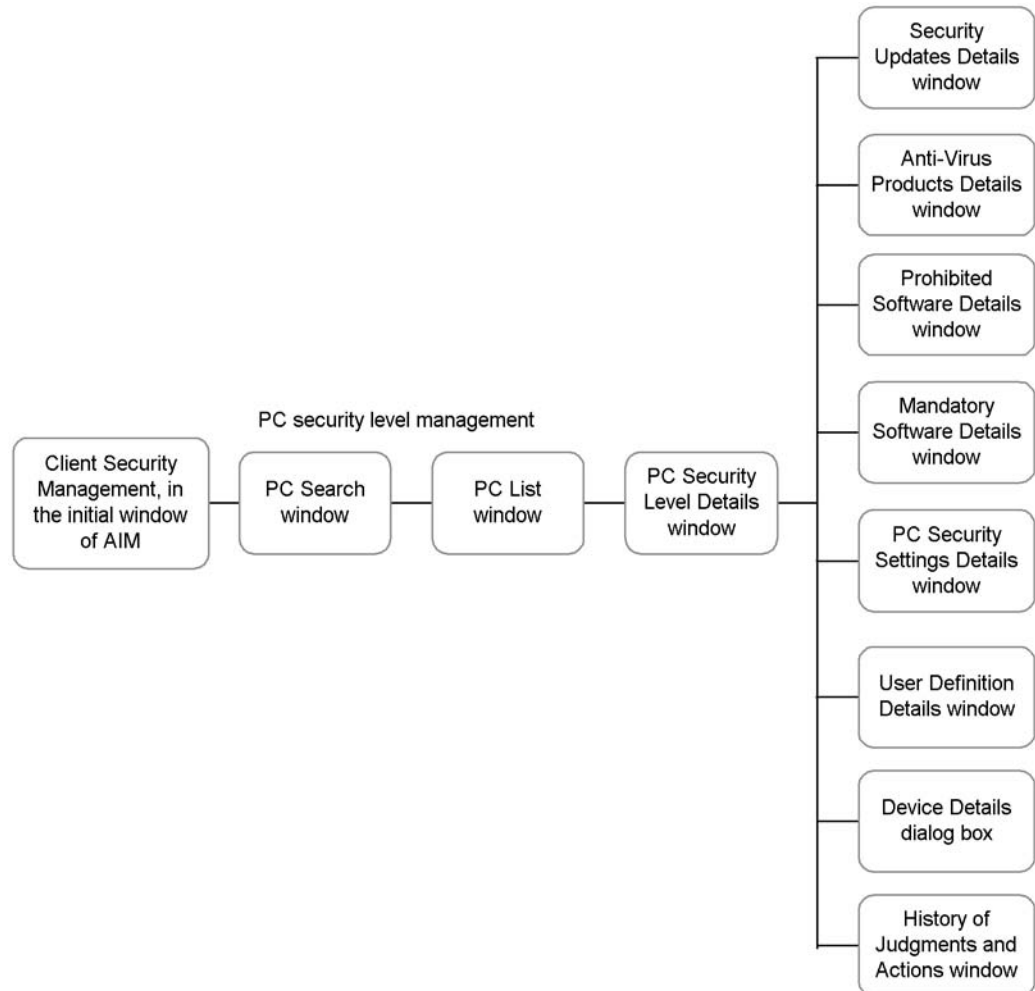 Security
Updates Details
window
Anti-Virus
Products Details
window
Prohibited
Software Details
window
Mandatory
Software Details
window
PC security level management
Client Security
Management, in
the initial window
of AIM
PC Search
window
PC List
window
PC Security
Level Details
window
PC Security
Settings Details
window
User Definition
Details window
Device Details
dialog box
History of
Judgments and
Actions window